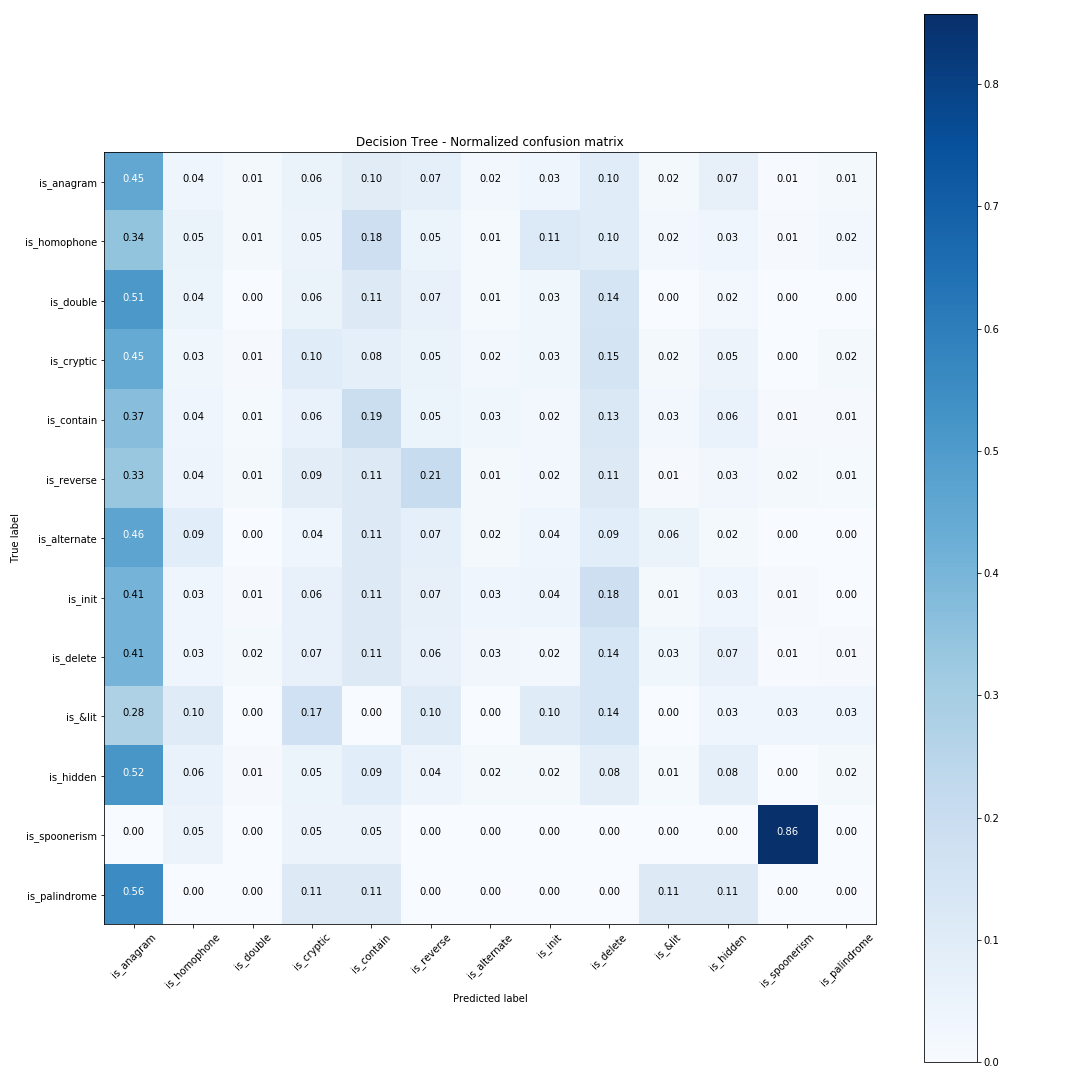 Decision Tree - Normalized confusion matrix
is_anagram 0.45 0.04 0.01 0.06 0.10 0.07 0.02 0.03 0.10 0.02 0.07 0.01 0.01
is_homophone 0.34 0.05 0.01 0.05 0.18 0.05 0.01 0.11 0.10 0.02 0.03 0.01 0.02
is_double 0.51 0.04 0.00 0.06 0.11 0.07 0.01 0.03 0.14 0.00 0.02 0.00 0.00
is_cryptic 0.45 0.03 0.01 0.10 0.08 0.05 0.02 0.03 0.15 0.02 0.05 0.00 0.02
is_contain 0.37 0.04 0.01 0.06 0.19 0.05 0.03 0.02 0.13 0.03 0.06 0.01 0.01
is_reverse 0.33 0.04 0.01 0.09 0.11 0.21 0.01 0.02 0.11 0.01 0.03 0.02 0.01
is_alternate 0.46 0.09 0.00 0.04 0.11 0.07 0.02 0.04 0.09 0.06 0.02 0.00 0.00
is_init 0.41 0.03 0.01 0.06 0.11 0.07 0.03 0.04 0.18 0.01 0.03 0.01 0.00
is_delete 0.41 0.03 0.02 0.07 0.11 0.06 0.03 0.02 0.14 0.03 0.07 0.01 0.01
is_&lit 0.28 0.10 0.00 0.17 0.00 0.10 0.00 0.10 0.14 0.00 0.03 0.03 0.03
is_hidden 0.52 0.06 0.01 0.05 0.09 0.04 0.02 0.02 0.08 0.01 0.08 0.00 0.02
is_spoonerism 0.00 0.05 0.00 0.05 0.05 0.00 0.00 0.00 0.00 0.00 0.00 0.86 0.00
is_palindrome 0.56 0.00 0.00 0.11 0.11 0.00 0.00 0.00 0.00 0.11 0.11 0.00 0.00
True label
is_anagram is_homophone is_double is_cryptic is_contain is_reverse is_alternate is_init is_delete is_&lit is_hidden is_spoonerism is_palindrome
Predicted label
0.8
0.7
0.6
0.5
0.4
0.3
0.2
0.1
0.0